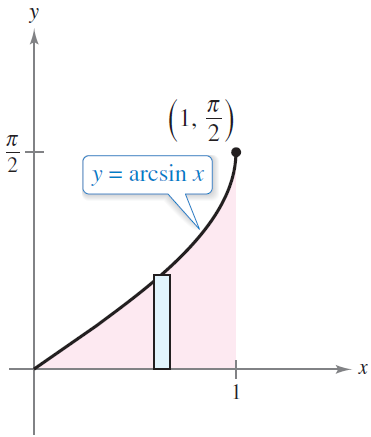 y
(1, π/2)
π/2
y = arcsin x
x
1